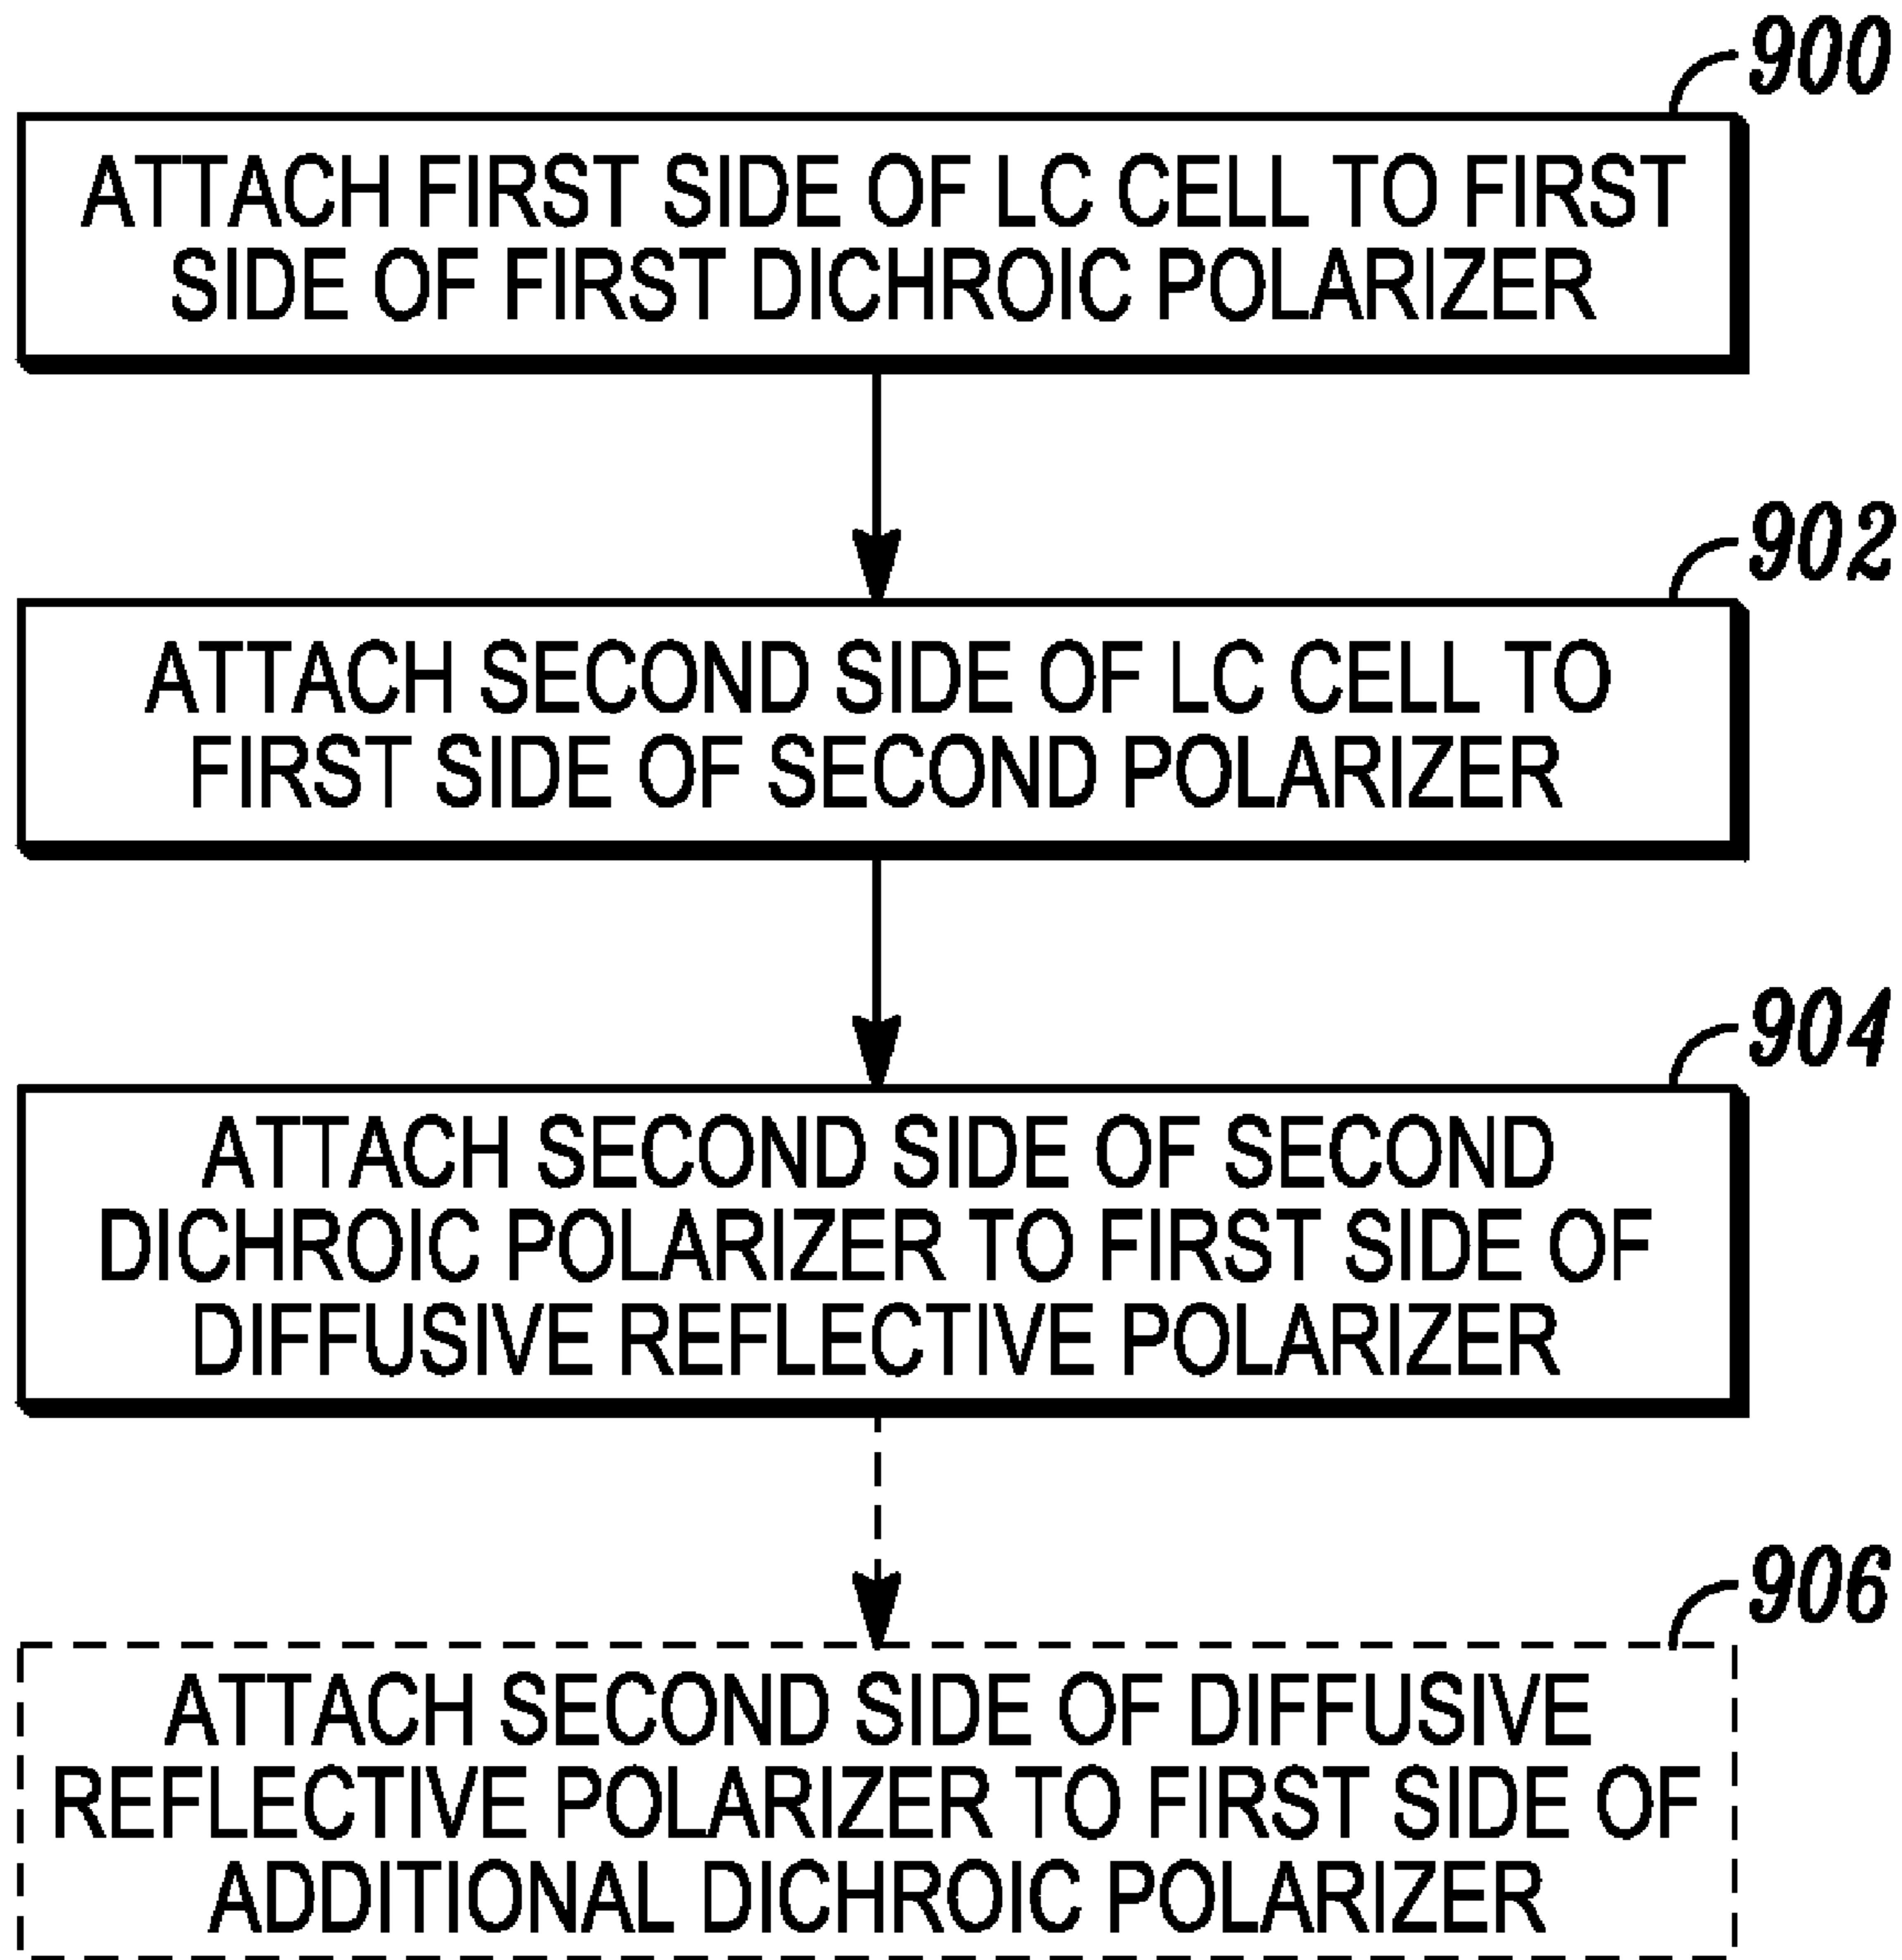 900
ATTACH FIRST SIDE OF LC CELL TO FIRST
SIDE OF FIRST DICHROIC POLARIZER
902
ATTACH SECOND SIDE OF LC CELL TO
FIRST SIDE OF SECOND POLARIZER
904
ATTACH SECOND SIDE OF SECOND
DICHROIC POLARIZER TO FIRST SIDE OF
DIFFUSIVE REFLECTIVE POLARIZER
906
ATTACH SECOND SIDE OF DIFFUSIVE
REFLECTIVE POLARIZER TO FIRST SIDE OF
ADDITIONAL DICHROIC POLARIZER